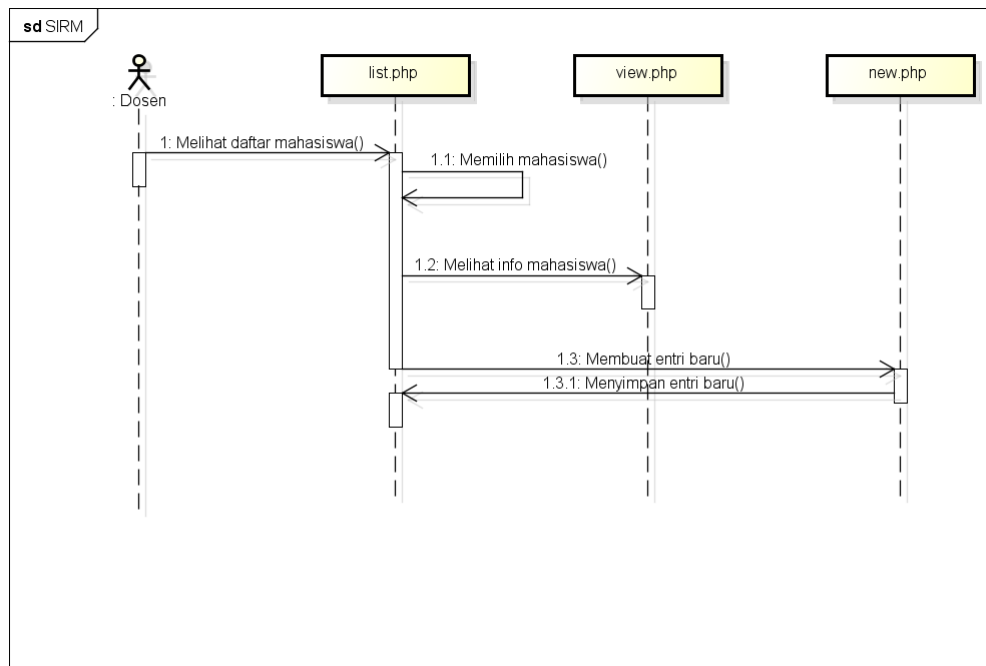 sd SIRM
: Dosen
list.php
view.php
new.php
1: Melihat daftar mahasiswa()
1.1: Memilih mahasiswa()
1.2: Melihat info mahasiswa()
1.3: Membuat entri baru()
1.3.1: Menyimpan entri baru()